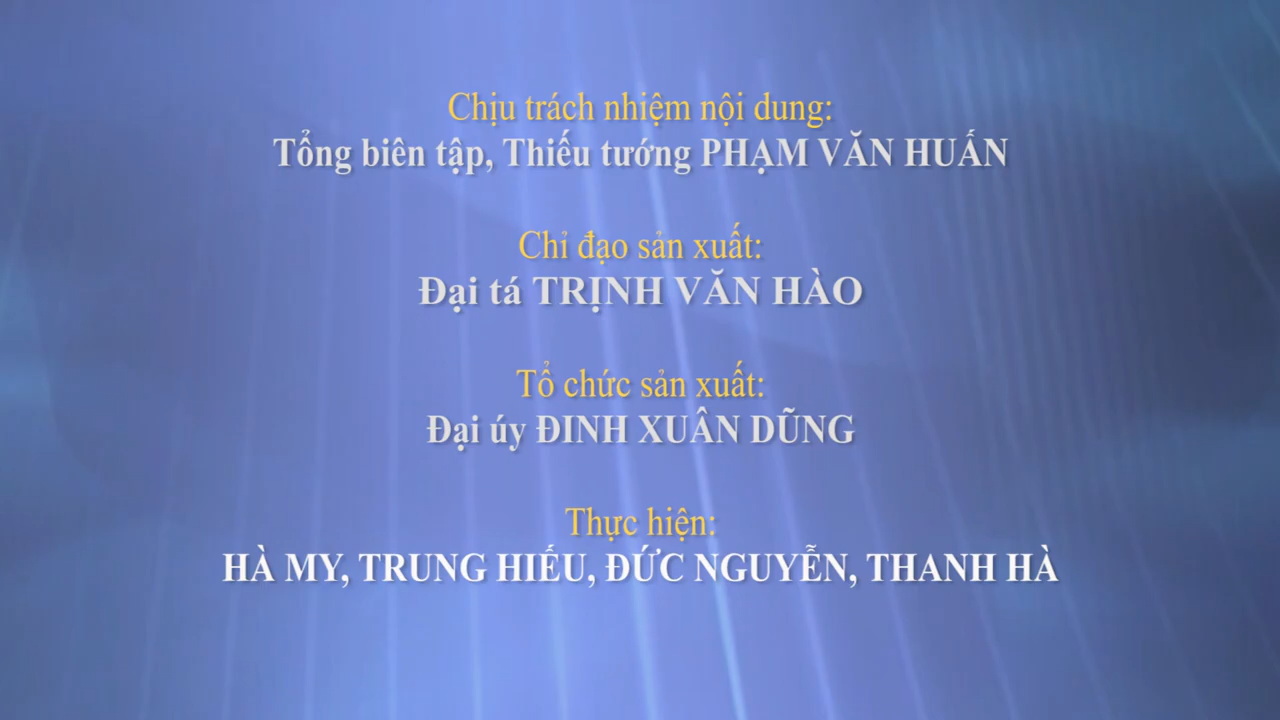 Chịu trách nhiệm nội dung:
Tổng biên tập, Thiếu tướng PHẠM VĂN HUẤN
Chỉ đạo sản xuất:
Đại tá TRỊNH VĂN HÀO
Tổ chức sản xuất:
Đại úy ĐINH XUÂN DŨNG
Thực hiện:
HÀ MY, TRUNG HIẾU, ĐỨC NGUYỄN, THANH HÀ